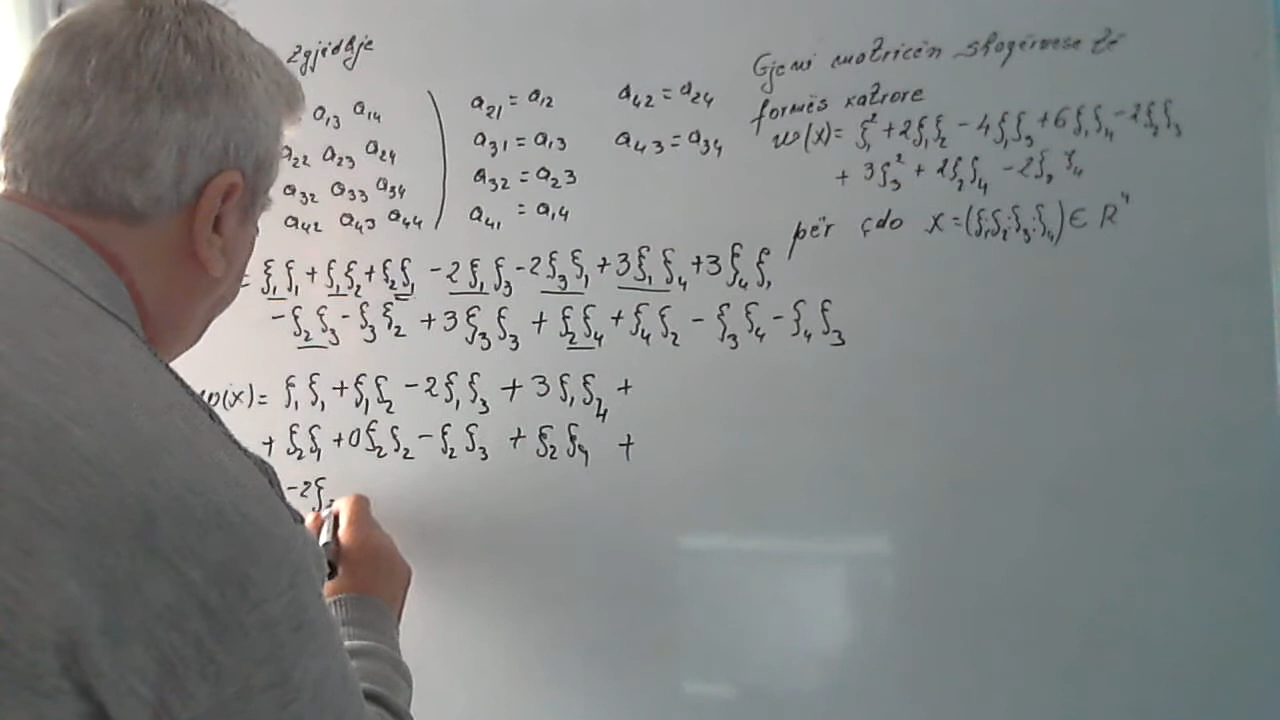 Zgjedhje
a₁₃ a₁₄
a₂₂ a₂₃ a₂₄
a₃₂ a₃₃ a₃₄
a₄₂ a₄₃ a₄₄
a₂₁ = a₁₂
a₃₁ = a₁₃
a₃₂ = a₂₃
a₄₁ = a₁₄
a₄₂ = a₂₄
a₄₃ = a₃₄
Gjeni matricën shoqëruese të
formës katrore
w(x) = ξ₁² + 2ξ₁ξ₂ - 4ξ₁ξ₃ + 6ξ₁ξ₄ - 2ξ₂ξ₃
+ 3ξ₃² + 2ξ₂ξ₄ - 2ξ₃ξ₄
për çdo x = (ξ₁; ξ₂; ξ₃; ξ₄) ∈ R⁴
= ξ₁ξ₁ + ξ₁ξ₂ + ξ₂ξ₁ - 2ξ₁ξ₃ - 2ξ₃ξ₁ + 3ξ₁ξ₄ + 3ξ₄ξ₁
- ξ₂ξ₃ - ξ₃ξ₂ + 3ξ₃ξ₃ + ξ₂ξ₄ + ξ₄ξ₂ - ξ₃ξ₄ - ξ₄ξ₃
w(x) = ξ₁ξ₁ + ξ₁ξ₂ - 2ξ₁ξ₃ + 3ξ₁ξ₄ +
+ ξ₂ξ₁ + 0ξ₂ξ₂ - ξ₂ξ₃ + ξ₂ξ₄ +
-2ξ₃